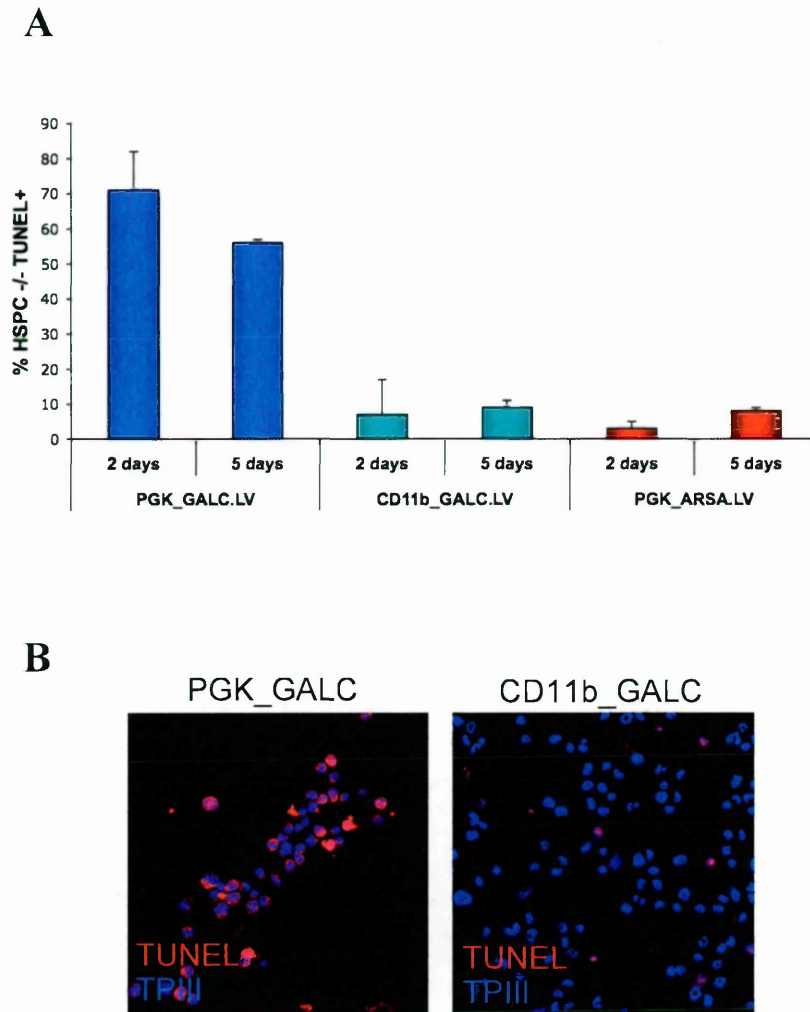 A
90
80
70
60
50
40
30
20
10
0
% HSPC -/- TUNEL+
2 days 5 days 2 days 5 days 2 days 5 days
PGK_GALC.LV CD11b_GALC.LV PGK_ARSA.LV
B
PGK_GALC CD11b_GALC
TUNEL TUNEL
TPIII TPIII